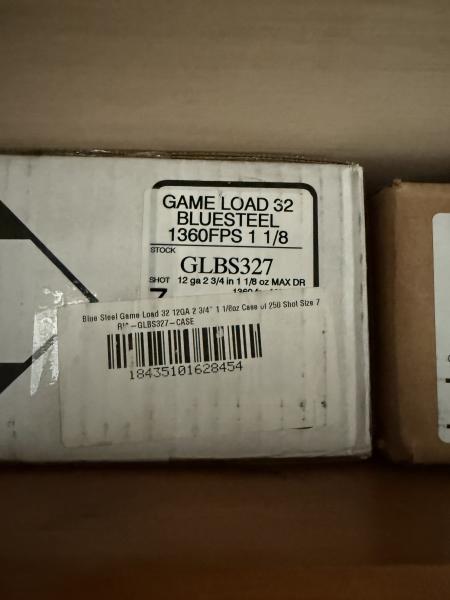 GAME LOAD 32
BLUESTEEL
1360FPS 1 1/8
STOCK
GLBS327
SHOT 12 ga 2 3/4 in 1 1/8 oz MAX DR
Blue Steel Game Load 32 12GA 2 3/4" 1 1/8oz Case of 250 Shot Size 7
-GLBS327-CASE
18435101628454